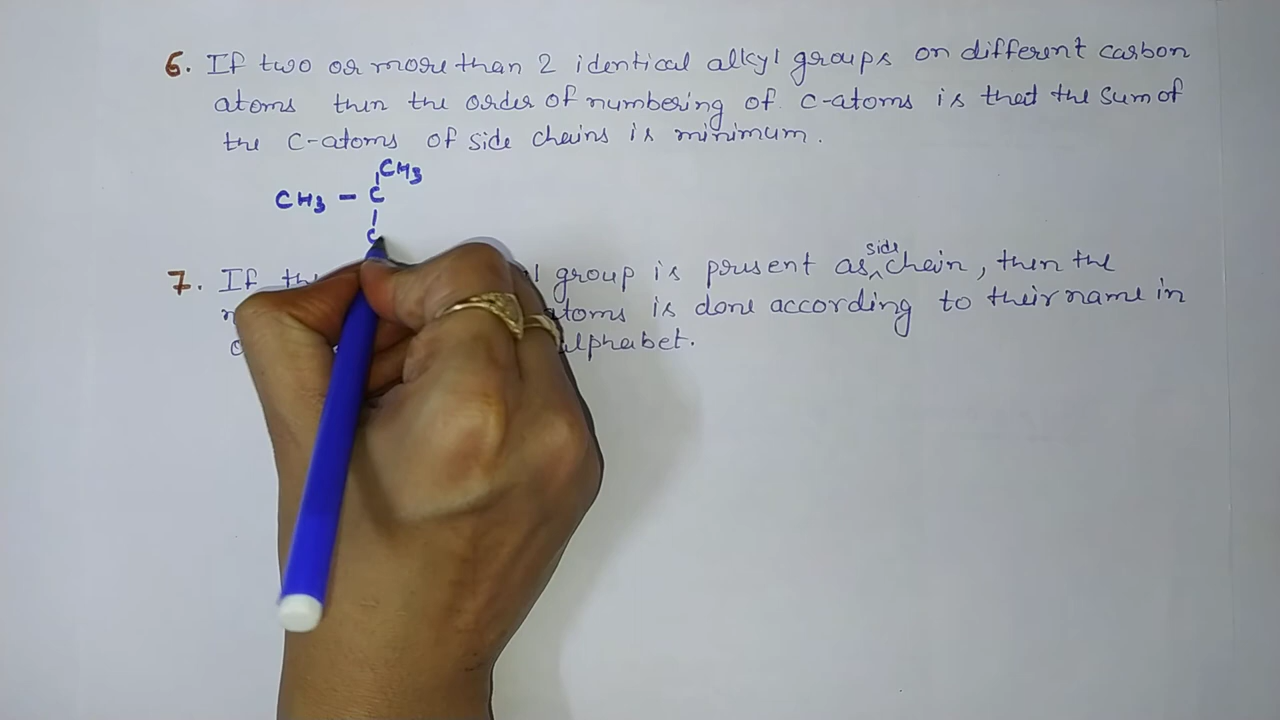 6. If two or more than 2 identical alkyl groups on different carbon
atoms then the order of numbering of C-atoms is that the sum of
the C-atoms of side chains is minimum.
CH3
CH3 - C
C
side
7. If group is present as ^ chain, then the
atoms is done according to their name in
alphabet.